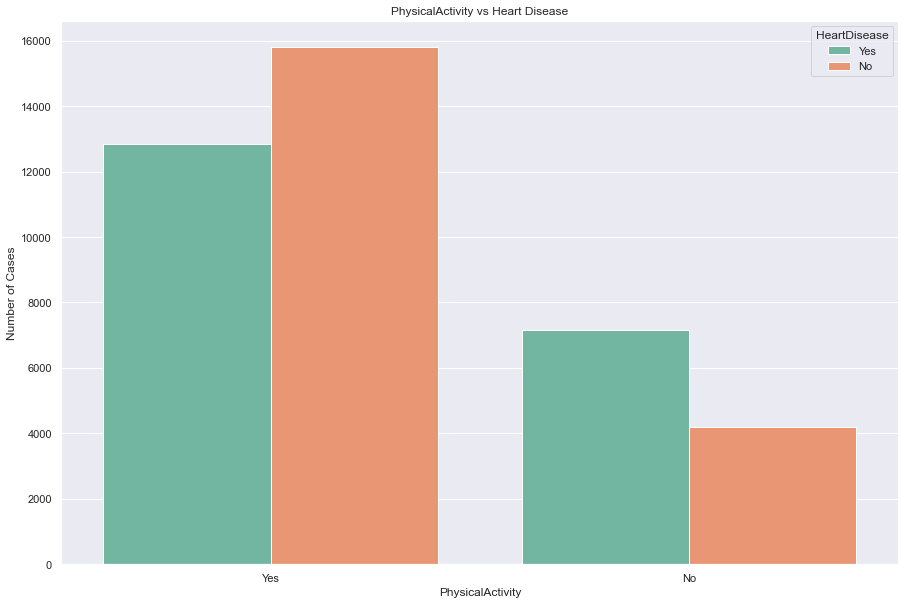 PhysicalActivity vs Heart Disease
HeartDisease
Yes
No
16000
14000
12000
10000
8000
6000
4000
2000
0
Number of Cases
Yes
No
PhysicalActivity